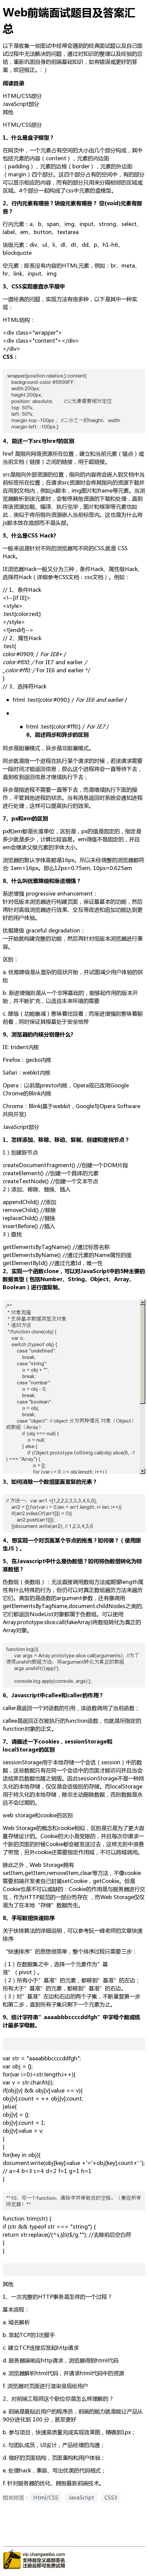 Web前端面试题目及答案汇
总
以下是收集一些面试中经常会遇到的经典面试题以及自己面
试过程中无法解决的问题，通过对知识的整理以及经验的总
结，重新巩固自身的前端基础知识，如有错误或更好的答
案，欢迎指正。: ）
阅读目录
HTML/CSS部分
JavaScript部分
其他
HTML/CSS部分
1、什么是盒子模型？
在网页中，一个元素占有空间的大小由几个部分构成，其中
包括元素的内容（content），元素的内边距
（padding），元素的边框（border），元素的外边距
（margin）四个部分。这四个部分占有的空间中，有的部分
可以显示相应的内容，而有的部分只用来分隔相邻的区域或
区域。4个部分一起构成了css中元素的盒模型。
2、行内元素有哪些？块级元素有哪些？ 空(void)元素有那
些？
行内元素：a、b、span、img、input、strong、select、
label、em、button、textarea
块级元素：div、ul、li、dl、dt、dd、p、h1-h6、
blockquote
空元素：即系没有内容的HTML元素，例如：br、meta、
hr、link、input、img
3、CSS实现垂直水平居中
一道经典的问题，实现方法有很多种，以下是其中一种实
现：
HTML结构：
<div class="wrapper">
<div class="content"></div>
</div>
CSS：
.wrapper{position:relative;}.content{
background-color:#6699FF;
width:200px;
height:200px;
position: absolute; //父元素需要相对定位
top: 50%;
left: 50%;
margin-top:-100px ; //二分之一的height，width
margin-left: -100px;}
4、简述一下src与href的区别
href 是指向网络资源所在位置，建立和当前元素（锚点）或
当前文档（链接）之间的链接，用于超链接。
src是指向外部资源的位置，指向的内容将会嵌入到文档中当
前标签所在位置；在请求src资源时会将其指向的资源下载并
应用到文档内，例如js脚本，img图片和frame等元素。当浏
览器解析到该元素时，会暂停其他资源的下载和处理，直到
将该资源加载、编译、执行完毕，图片和框架等元素也如
此，类似于将所指向资源嵌入当前标签内。这也是为什么将
js脚本放在底部而不是头部。
5、什么是CSS Hack?
一般来说是针对不同的浏览器写不同的CSS,就是 CSS
Hack。
IE浏览器Hack一般又分为三种，条件Hack、属性级Hack、
选择符Hack（详细参考CSS文档：css文档）。例如：
// 1、条件Hack
<!--[if IE]>
<style>
.test{color:red;}
</style>
<![endif]-->
// 2、属性Hack
.test{
color:#0909; / For IE8+ /
color:#f00; / For IE7 and earlier /
_color:#ff0; / For IE6 and earlier */
}
// 3、选择符Hack
html .test{color:#090;} / For IE6 and earlier /
html .test{color:#ff0;} / For IE7 /
6、简述同步和异步的区别
同步是阻塞模式，异步是非阻塞模式。
同步就是指一个进程在执行某个请求的时候，若该请求需要
一段时间才能返回信息，那么这个进程将会一直等待下去，
直到收到返回信息才继续执行下去；
异步是指进程不需要一直等下去，而是继续执行下面的操
作，不管其他进程的状态。当有消息返回时系统会通知进程
进行处理，这样可以提高执行的效率。
7、px和em的区别
px和em都是长度单位，区别是，px的值是固定的，指定是
多少就是多少，计算比较容易。em得值不是固定的，并且
em会继承父级元素的字体大小。
浏览器的默认字体高都是16px。所以未经调整的浏览器都符
合: 1em=16px。那么12px=0.75em, 10px=0.625em
8、什么叫优雅降级和渐进增强？
渐进增强 progressive enhancement：
针对低版本浏览器进行构建页面，保证最基本的功能，然后
再针对高级浏览器进行效果、交互等改进和追加功能达到更
好的用户体验。
优雅降级 graceful degradation：
一开始就构建完整的功能，然后再针对低版本浏览器进行兼
容。
区别：
a. 优雅降级是从复杂的现状开始，并试图减少用户体验的供
给
b. 渐进增强则是从一个非常基础的，能够起作用的版本开
始，并不断扩充，以适应未来环境的需要
c. 降级（功能衰减）意味着往回看；而渐进增强则意味着朝
前看，同时保证其根基处于安全地带
9、浏览器的内核分别是什么?
IE: trident内核
Firefox：gecko内核
Safari：webkit内核
Opera：以前是presto内核，Opera现已改用Google
Chrome的Blink内核
Chrome：Blink(基于webkit，Google与Opera Software
共同开发)
JavaScript部分
1、怎样添加、移除、移动、复制、创建和查找节点？
1）创建新节点
createDocumentFragment() //创建一个DOM片段
createElement() //创建一个具体的元素
createTextNode() //创建一个文本节点
2）添加、移除、替换、插入
appendChild() //添加
removeChild() //移除
replaceChild() //替换
insertBefore() //插入
3）查找
getElementsByTagName() //通过标签名称
getElementsByName() //通过元素的Name属性的值
getElementById() //通过元素Id，唯一性
2、实现一个函数clone，可以对JavaScript中的5种主要的
数据类型（包括Number、String、Object、Array、
Boolean）进行值复制。
/**
* 对象克隆
* 支持基本数据类型及对象
* 递归方法
*/function clone(obj) {
var o;
switch (typeof obj) {
case "undefined":
break;
case "string":
o = obj + "";
break;
case "number":
o = obj - 0;
break;
case "boolean":
o = obj;
break;
case "object": // object 分为两种情况 对象（Object）
或数组（Array）
if (obj === null) {
o = null;
} else {
if (Object.prototype.toString.call(obj).slice(8, -1
) === "Array") {
o = [];
for (var i = 0; i < obj.length; i++) {
3、如何消除一个数组里面重复的元素？
// 方法一：var arr1 =[1,2,2,2,3,3,3,4,5,6],
arr2 = [];for(var i = 0,len = arr1.length; i< len; i++){
if(arr2.indexOf(arr1[i]) < 0){
arr2.push(arr1[i]);
}}document.write(arr2); // 1,2,3,4,5,6
4、想实现一个对页面某个节点的拖曳？如何做？（使用原
生JS）。
5、在Javascript中什么是伪数组？如何将伪数组转化为标
准数组？
伪数组（类数组）：无法直接调用数组方法或期望length属
性有什么特殊的行为，但仍可以对真正数组遍历方法来遍历
它们。典型的是函数的argument参数，还有像调用
getElementsByTagName,document.childNodes之类的,
它们都返回NodeList对象都属于伪数组。可以使用
Array.prototype.slice.call(fakeArray)将数组转化为真正的
Array对象。
function log(){
var args = Array.prototype.slice.call(arguments); //为了
使用unshift数组方法，将argument转化为真正的数组
args.unshift('(app)');
console.log.apply(console, args);};
6、Javascript中callee和caller的作用？
caller是返回一个对函数的引用，该函数调用了当前函数；
callee是返回正在被执行的function函数，也就是所指定的
function对象的正文。
7、请描述一下cookies，sessionStorage和
localStorage的区别
sessionStorage用于本地存储一个会话（session）中的数
据，这些数据只有在同一个会话中的页面才能访问并且当会
话结束后数据也随之销毁。因此sessionStorage不是一种持
久化的本地存储，仅仅是会话级别的存储。而localStorage
用于持久化的本地存储，除非主动删除数据，否则数据是永
远不会过期的。
web storage和cookie的区别
Web Storage的概念和cookie相似，区别是它是为了更大容
量存储设计的。Cookie的大小是受限的，并且每次你请求一
个新的页面的时候Cookie都会被发送过去，这样无形中浪费
了带宽，另外cookie还需要指定作用域，不可以跨域调用。
除此之外，Web Storage拥有
setItem,getItem,removeItem,clear等方法，不像cookie
需要前端开发者自己封装setCookie，getCookie。但是
Cookie也是不可以或缺的：Cookie的作用是与服务器进行交
互，作为HTTP规范的一部分而存在 ，而Web Storage仅仅
是为了在本地“存储”数据而生。
8、手写数组快速排序
关于快排算法的详细说明，可以参考阮一峰老师的文章快速
排序
"快速排序"的思想很简单，整个排序过程只需要三步：
（1）在数据集之中，选择一个元素作为"基
准"（pivot）。
（2）所有小于"基准"的元素，都移到"基准"的左边；
所有大于"基准"的元素，都移到"基准"的右边。
（3）对"基准"左边和右边的两个子集，不断重复第一步
和第二步，直到所有子集只剩下一个元素为止。
9、统计字符串"aaaabbbccccddfgh"中字母个数或统
计最多字母数。
var str = "aaaabbbccccddfgh";
var obj = {};
for(var i=0;i<str.length;i++){
var v = str.charAt(i);
if(obj[v] && obj[v].value == v){
obj[v].count = ++ obj[v].count;
}else{
obj[v] = {};
obj[v].count = 1;
obj[v].value = v;
}
}
for(key in obj){
document.write(obj[key].value +'='+obj[key].count+' ');
// a=4 b=3 c=4 d=2 f=1 g=1 h=1
}
**10、写一个function，清除字符串前后的空格。（兼容所有
浏览器）**
function trim(str) {
if (str && typeof str === "string") {
return str.replace(/(^s_)|(s)$/g,""); //去除前后空白符
}
}
其他
1、一次完整的HTTP事务是怎样的一个过程？
基本流程：
a. 域名解析
b. 发起TCP的3次握手
c. 建立TCP连接后发起http请求
d. 服务器端响应http请求，浏览器得到html代码
e. 浏览器解析html代码，并请求html代码中的资源
f. 浏览器对页面进行渲染呈现给用户
2、对前端工程师这个职位你是怎么样理解的？
a. 前端是最贴近用户的程序员，前端的能力就是能让产品从
90分进化到 100 分，甚至更好
b. 参与项目，快速高质量完成实现效果图，精确到1px；
c. 与团队成员，UI设计，产品经理的沟通；
d. 做好的页面结构，页面重构和用户体验；
e. 处理hack，兼容、写出优美的代码格式；
f. 针对服务器的优化、拥抱最新前端技术。
相关标签： Html/CSS JavaScript CSS3
vip.changweibo.com
支持自定义底部签名
注册后即可免费试用